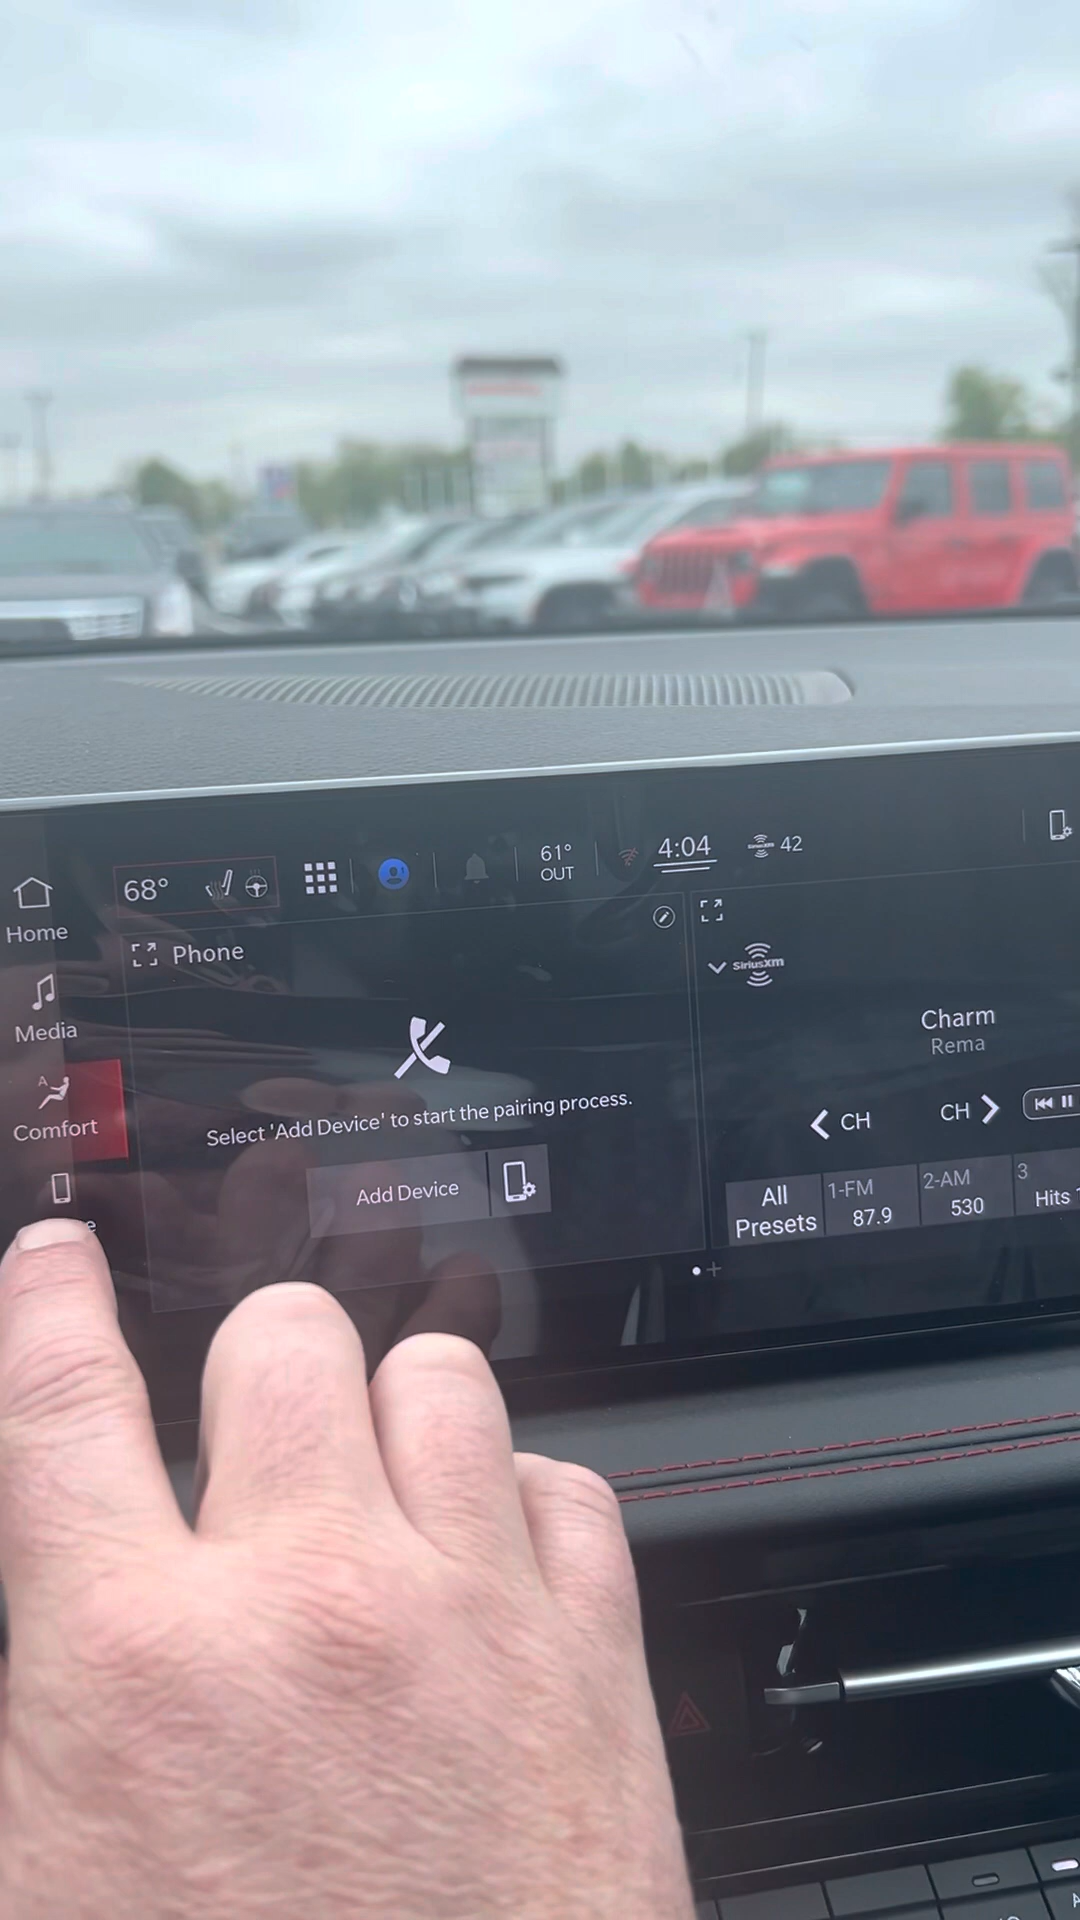 68°
61°
OUT
4:04
42
Home
Media
A
Comfort
Phone
Select 'Add Device' to start the pairing process.
Add Device
SiriusXm
Charm
Rema
CH
CH
All
Presets
1-FM
87.9
2-AM
530
3
Hits